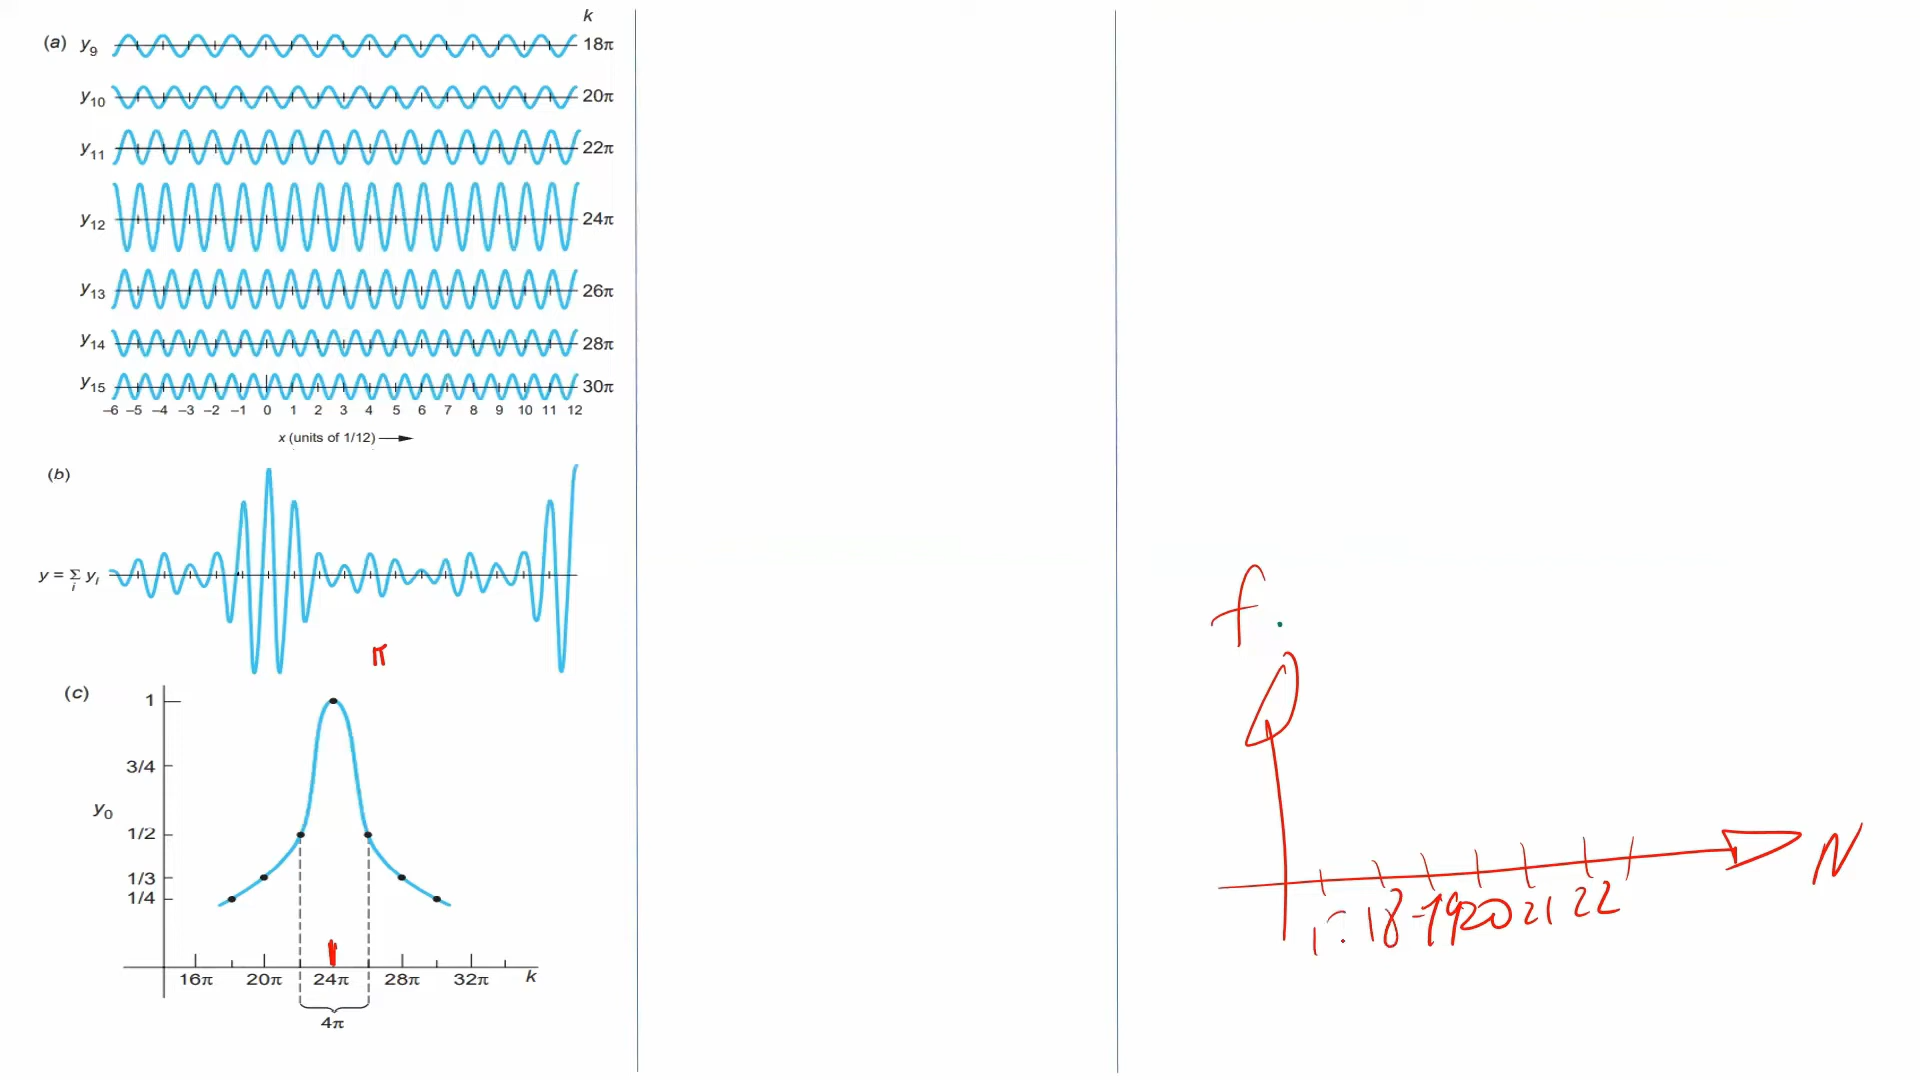 k
(a) y9 18π
y10 20π
y11 22π
y12 24π
y13 26π
y14 28π
y15 30π
–6 –5 –4 –3 –2 –1 0 1 2 3 4 5 6 7 8 9 10 11 12
x (units of 1/12)
(b)
y = Σ yi
i
π
(c)
1
3/4
y0
1/2
1/3
1/4
16π 20π 24π 28π 32π k
4π
f
N
18 19 20 21 22